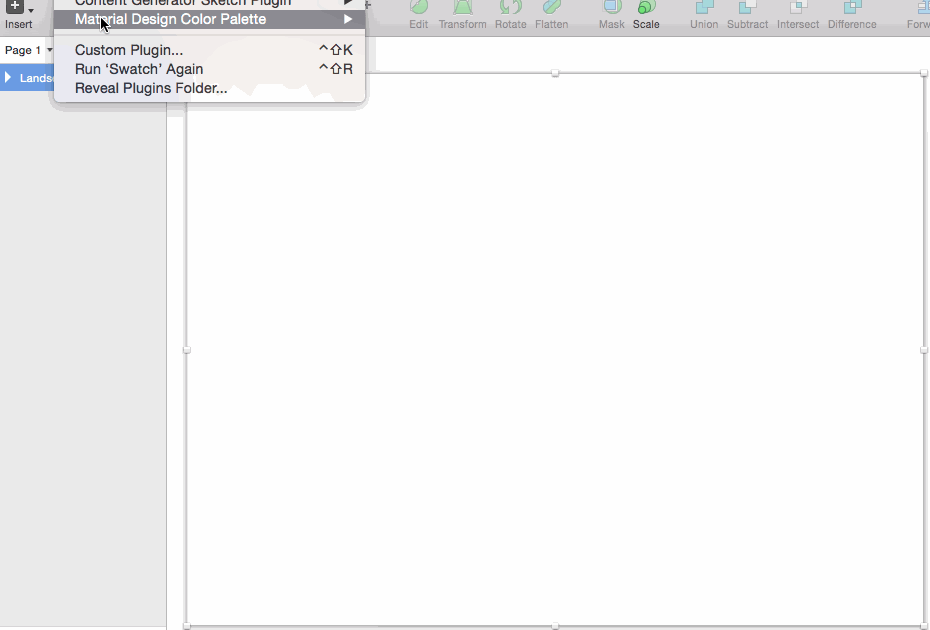 Content Generator Sketch Plugin
Material Design Color Palette
Insert
Edit Transform Rotate Flatten Mask Scale Union Subtract Intersect Difference Forw
Page 1
Custom Plugin... ^⇧K
Run ‘Swatch’ Again ^⇧R
Lands
Reveal Plugins Folder...